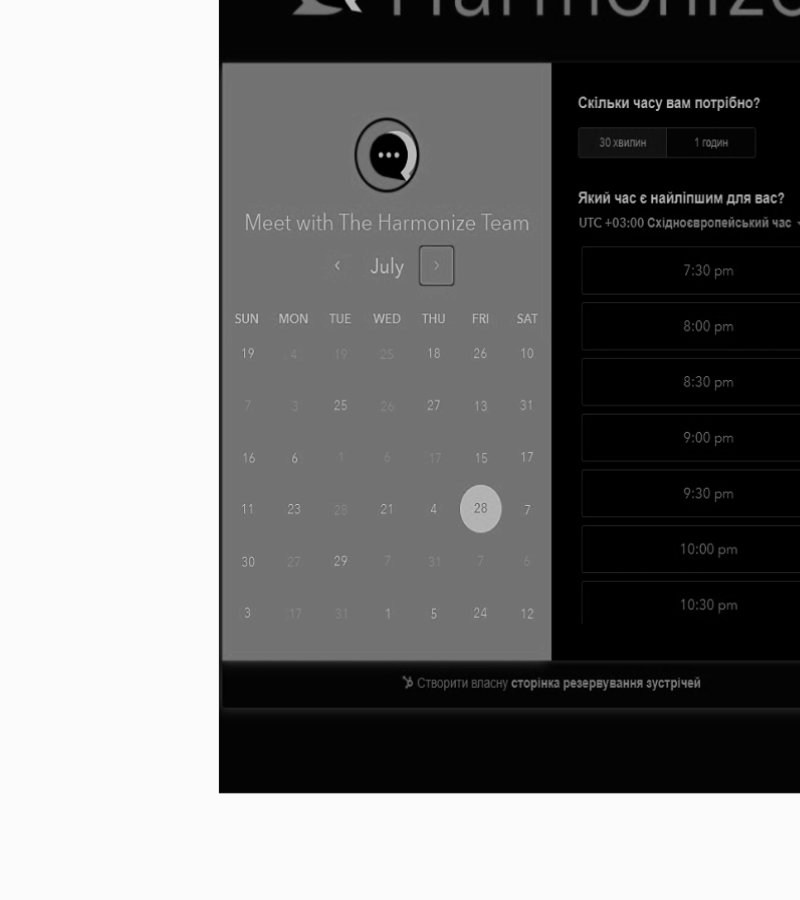 Harmonize
Meet with The Harmonize Team
July
SUN MON TUE WED THU FRI SAT
19 4 19 25 18 26 10
7 3 25 26 27 13 31
16 6 1 6 17 15 17
11 23 28 21 4 28 7
30 27 29 7 31 7 6
3 17 31 1 5 24 12
Скільки часу вам потрібно?
30 хвилин 1 годин
Який час є найліпшим для вас?
UTC +03:00 Східноєвропейський час
7:30 pm
8:00 pm
8:30 pm
9:00 pm
9:30 pm
10:00 pm
10:30 pm
Створити власну сторінка резервування зустрічей